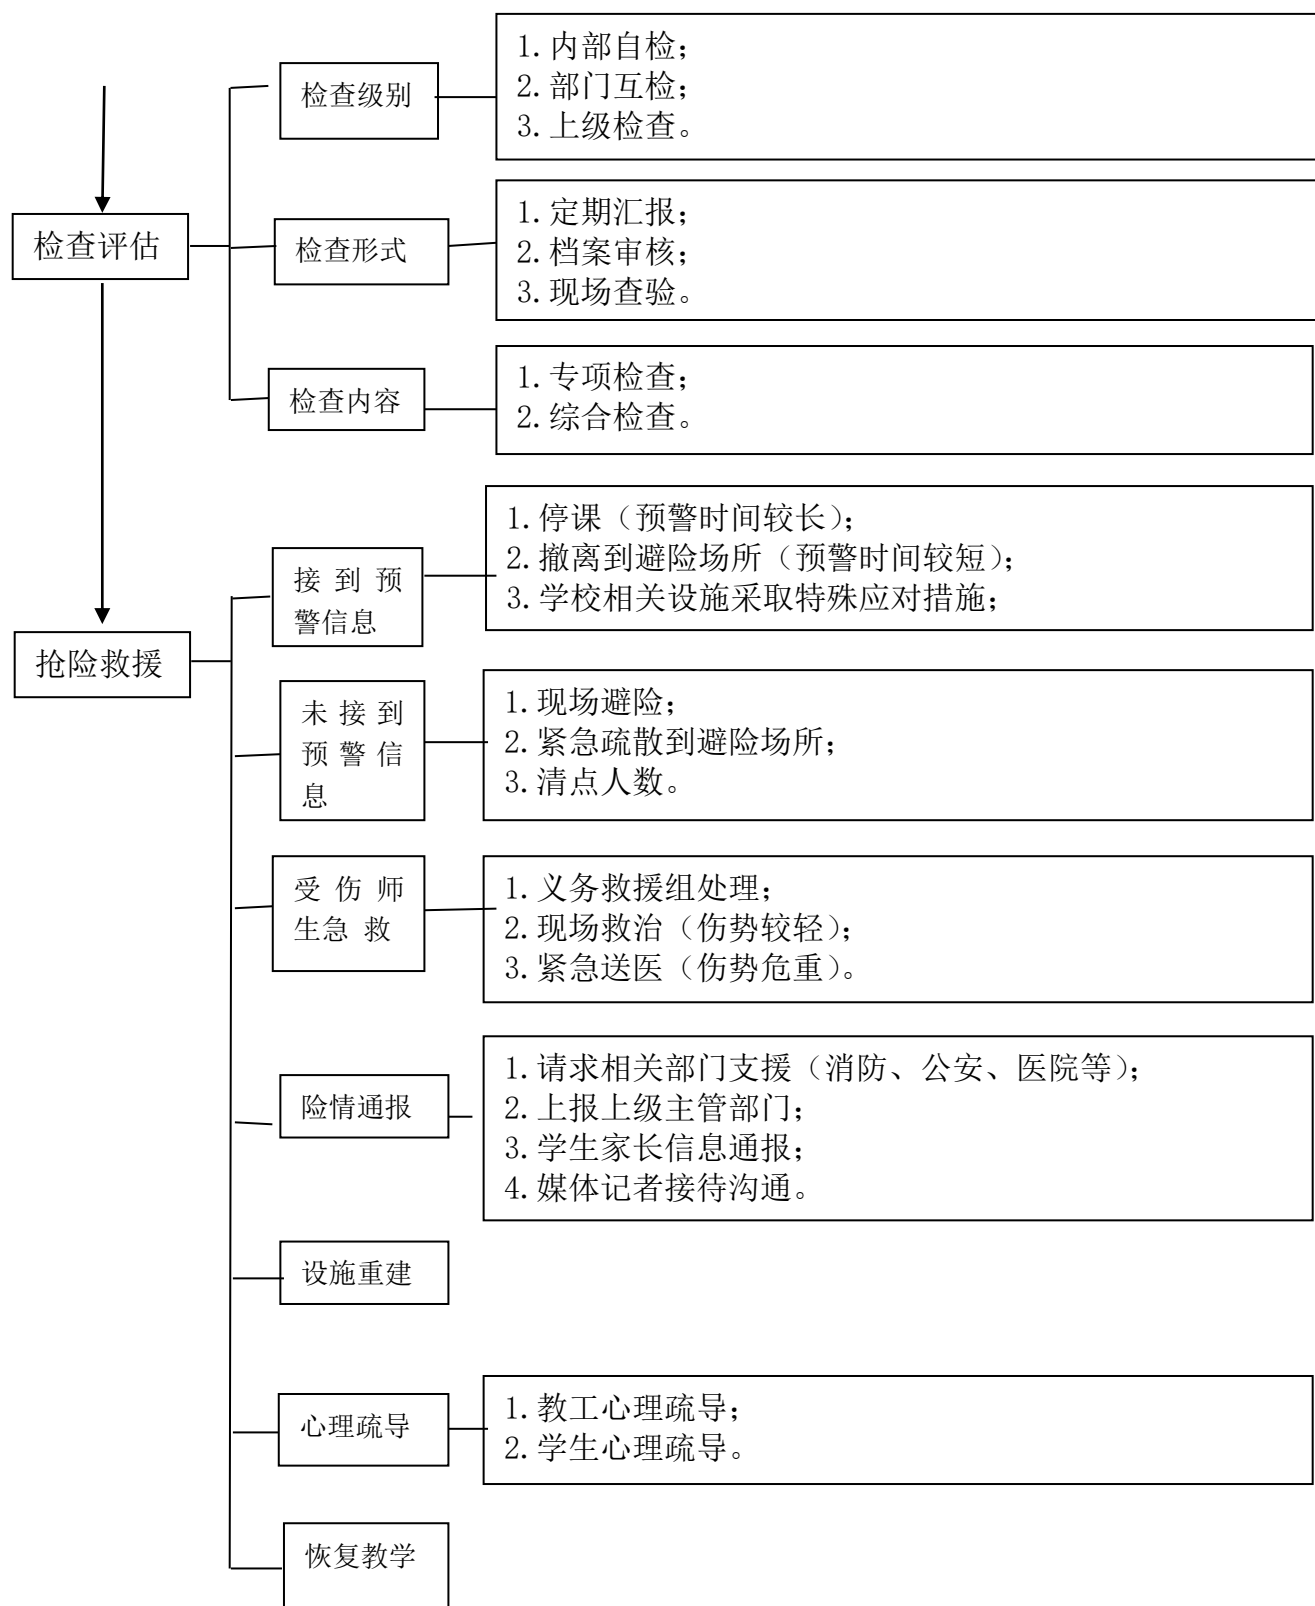 检查级别
1.内部自检；
2.部门互检；
3.上级检查。
检查评估
检查形式
1.定期汇报；
2.档案审核；
3.现场查验。
检查内容
1.专项检查；
2.综合检查。
抢险救援
接 到 预
警信息
1.停课（预警时间较长）；
2.撤离到避险场所（预警时间较短）；
3.学校相关设施采取特殊应对措施；
未 接 到
预 警 信
息
1.现场避险；
2.紧急疏散到避险场所；
3.清点人数。
受 伤 师
生急 救
1.义务救援组处理；
2.现场救治（伤势较轻）；
3.紧急送医（伤势危重）。
险情通报
1.请求相关部门支援（消防、公安、医院等）；
2.上报上级主管部门；
3.学生家长信息通报；
4.媒体记者接待沟通。
设施重建
心理疏导
1.教工心理疏导；
2.学生心理疏导。
恢复教学